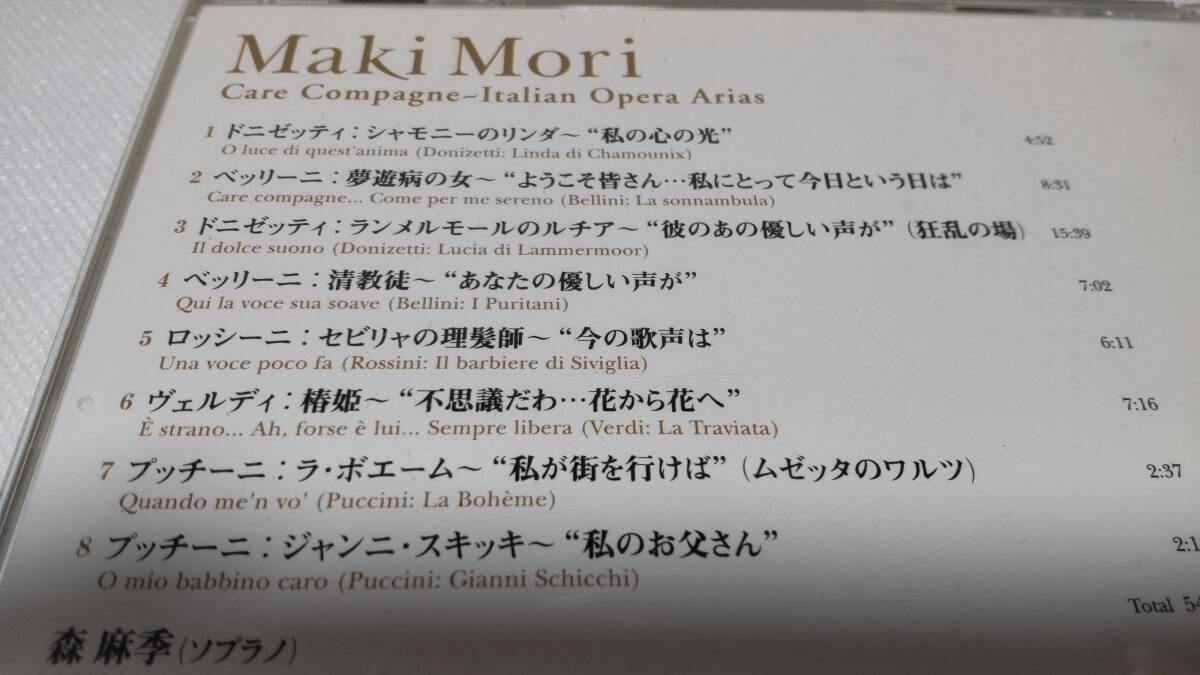 Maki Mori
Care Compagne~Italian Opera Arias
1 ドニゼッティ：シャモニーのリンダ～“私の心の光” 4:52
O luce di quest'anima (Donizetti: Linda di Chamounix)
2 ベッリーニ：夢遊病の女～“ようこそ皆さん…私にとって今日という日は” 8:31
Care compagne... Come per me sereno (Bellini: La sonnambula)
3 ドニゼッティ：ランメルモールのルチア～“彼のあの優しい声が”（狂乱の場） 15:39
Il dolce suono (Donizetti: Lucia di Lammermoor)
4 ベッリーニ：清教徒～“あなたの優しい声が” 7:02
Qui la voce sua soave (Bellini: I Puritani)
5 ロッシーニ：セビリャの理髪師～“今の歌声は” 6:11
Una voce poco fa (Rossini: Il barbiere di Siviglia)
6 ヴェルディ：椿姫～“不思議だわ…花から花へ” 7:16
È strano... Ah, forse è lui... Sempre libera (Verdi: La Traviata)
7 プッチーニ：ラ・ボエーム～“私が街を行けば”（ムゼッタのワルツ） 2:37
Quando me'n vo' (Puccini: La Bohème)
8 プッチーニ：ジャンニ・スキッキ～“私のお父さん”
O mio babbino caro (Puccini: Gianni Schicchi)
Total
森 麻季（ソプラノ）